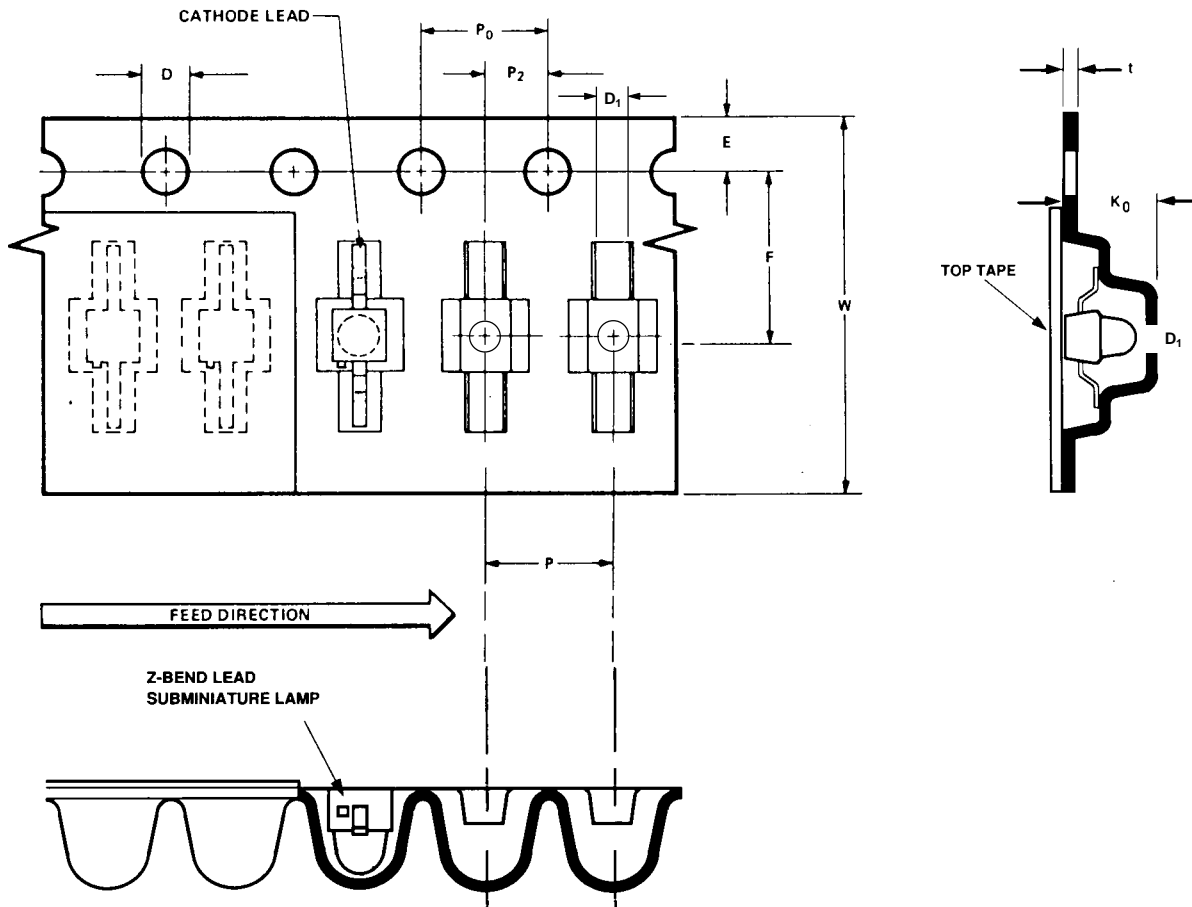 CATHODE LEAD
P0
D
P2
D1
t
E
K0
F
TOP TAPE
W
D1
P
FEED DIRECTION
Z-BEND LEAD
SUBMINIATURE LAMP